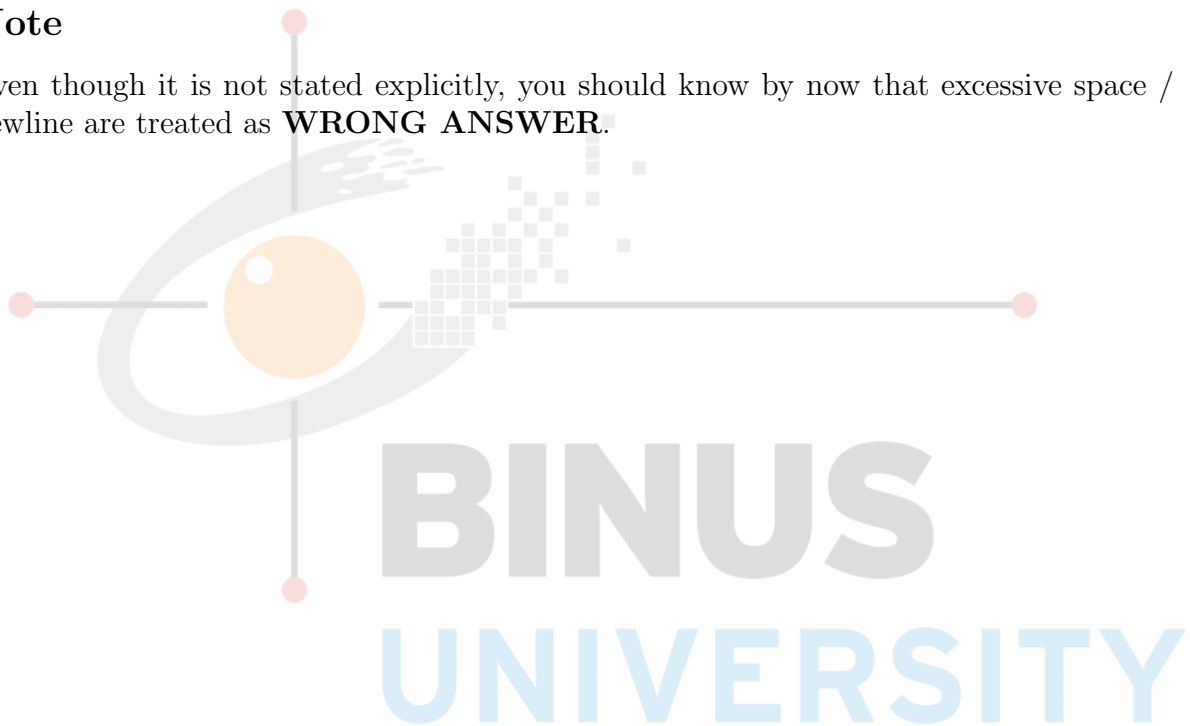 ote
ven though it is not stated explicitly, you should know by now that excessive space /
ewline are treated as WRONG ANSWER.
BINUS
UNIVERSITY